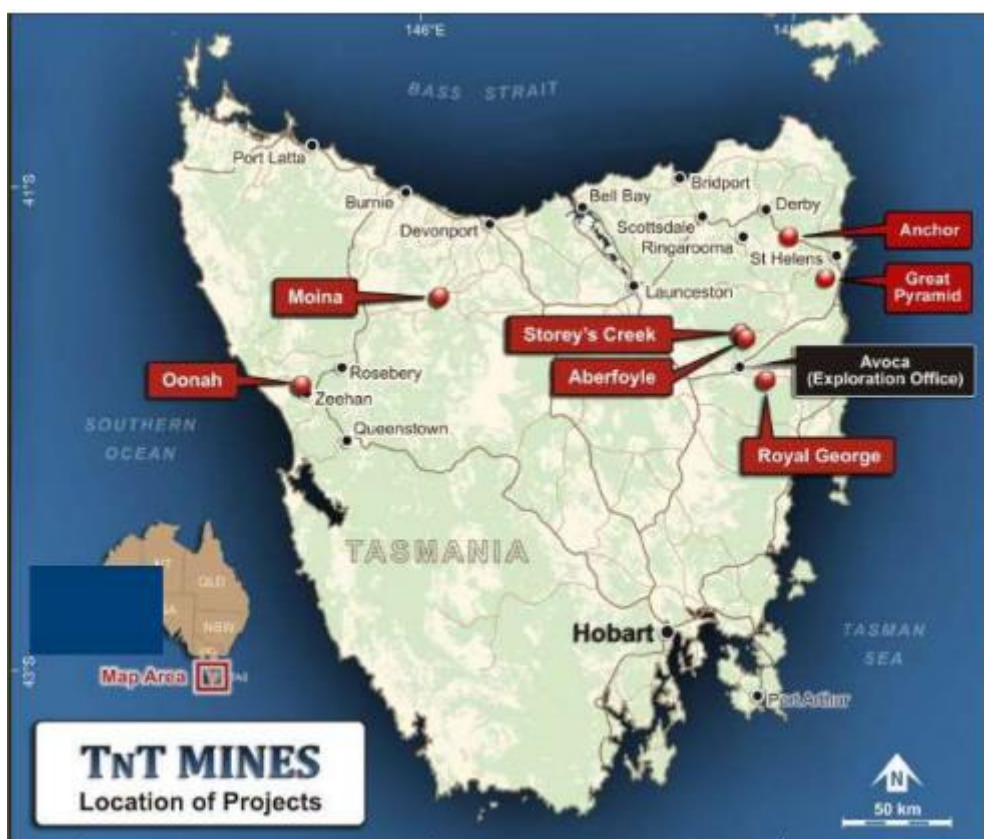 146°E
BASS STRAIT
41°S
Port Latta
Burnie
Devonport
Bell Bay
Bridport
Scottsdale
Derby
Ringarooma
St Helens
Launceston
Anchor
Great
Pyramid
Moina
Storey's Creek
Aberfoyle
Avoca
(Exploration Office)
Oonah
Rosebery
Zeehan
Queenstown
Royal George
SOUTHERN
OCEAN
TASMANIA
NT
QLD
NSW
Hobart
TASMAN
SEA
43°S
Map Area
TAS
Port Arthur
TNT MINES
Location of Projects
N
50 km